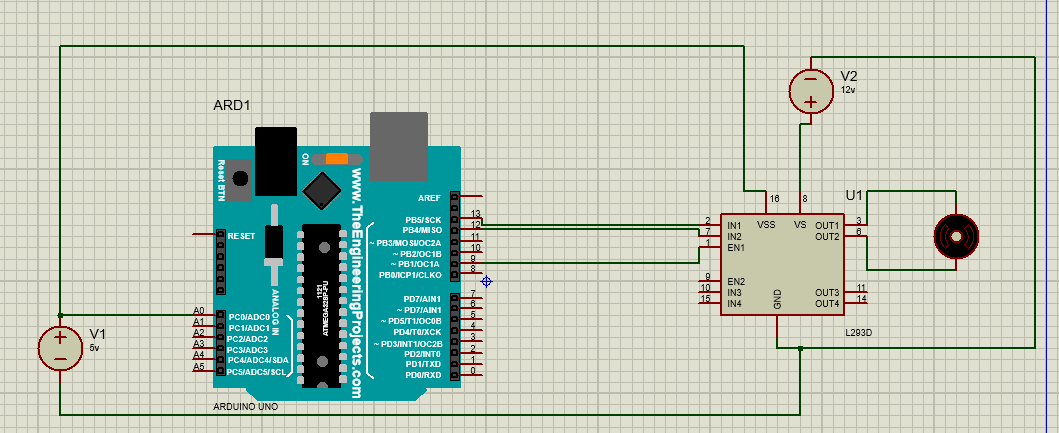 ARD1
V2
12v
Reset BTN
ON
www.TheEngineeringProjects.com
AREF
RESET
PB5/SCK 13
PB4/MISO 12
~ PB3/MOSI/OC2A 11
~ PB2/OC1B 10
~ PB1/OC1A 9
PB0/ICP1/CLKO 8
1121
ATMEGA328P-PU
ANALOG IN
PD7/AIN1 7
~ PD7/AIN1 6
~ PD5/T1/OC0B 5
PD4/T0/XCK 4
~ PD3/INT1/OC2B 3
PD2/INT0 2
PD1/TXD 1
PD0/RXD 0
A0 PC0/ADC0
A1 PC1/ADC1
A2 PC2/ADC2
A3 PC3/ADC3
A4 PC4/ADC4/SDA
A5 PC5/ADC5/SCL
V1
5v
ARDUINO UNO
U1
16 8
VSS VS
2 IN1 OUT1 3
7 IN2 OUT2 6
1 EN1
9 EN2
10 IN3 OUT3 11
15 IN4 OUT4 14
GND
L293D